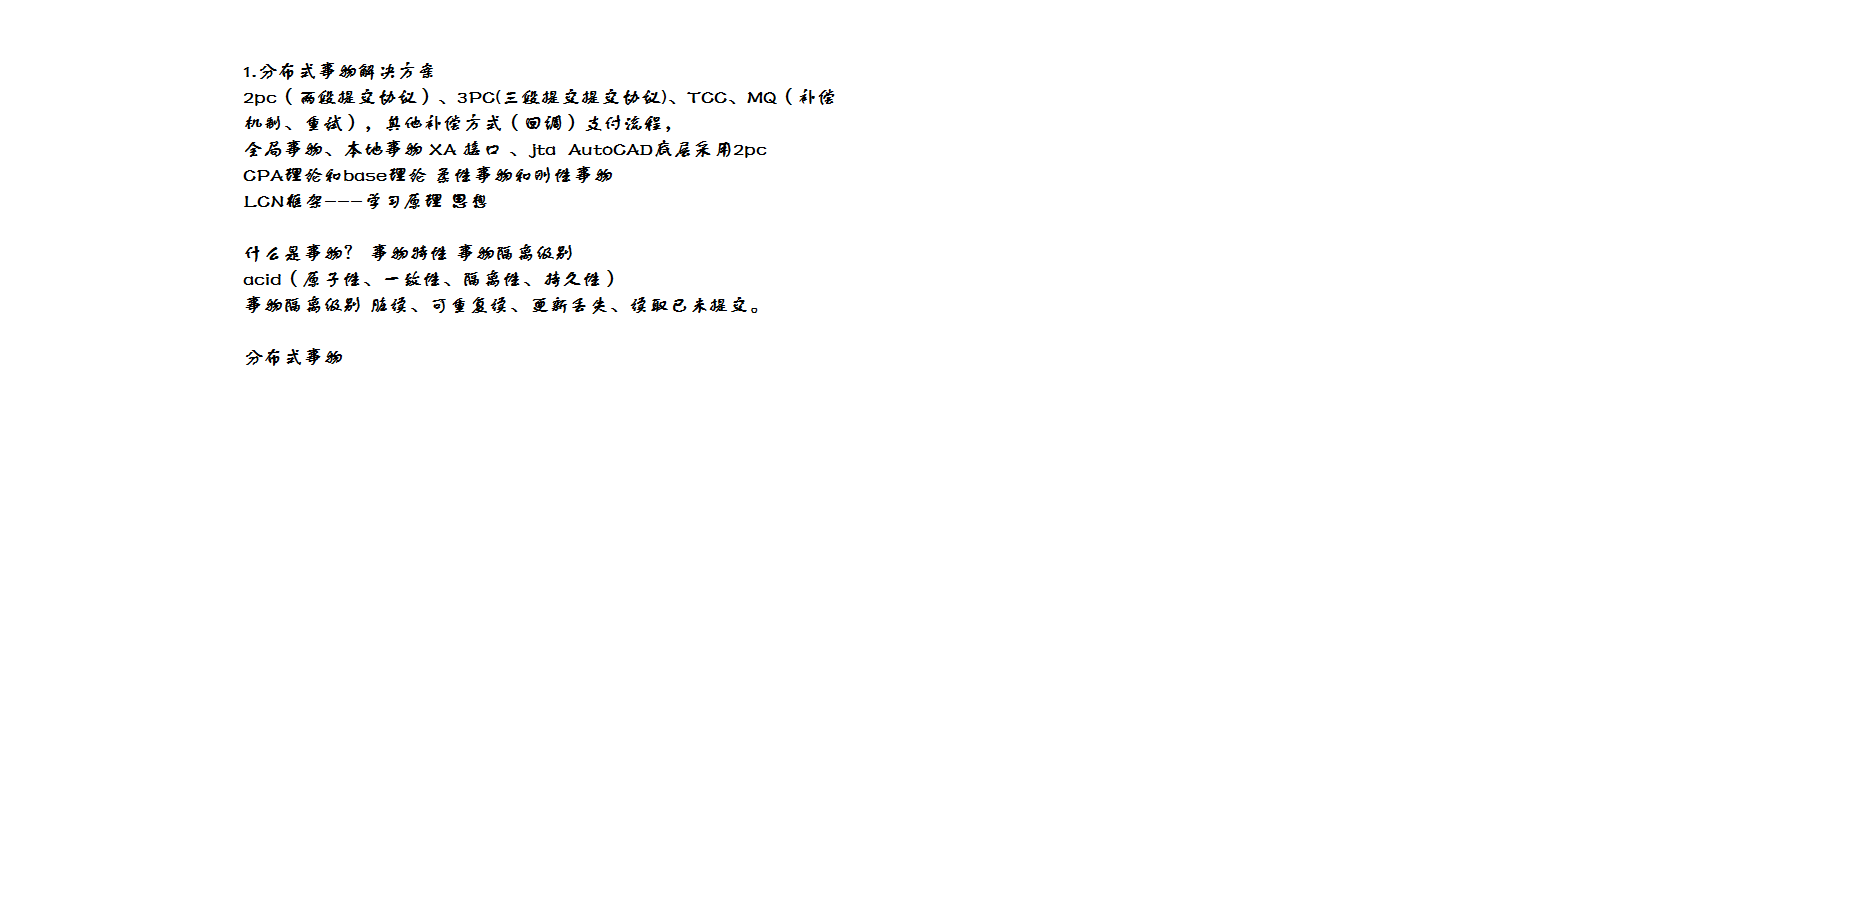 1.分布式事物解决方案
2pc（两段提交协议）、3PC(三段提交提交协议)、TCC、MQ（补偿
机制、重试），其他补偿方式（回调）支付流程，
全局事物、本地事物 XA 接口 、jta  AutoCAD底层采用2pc
CPA理论和base理论 柔性事物和刚性事物
LCN框架---学习原理 思想
什么是事物？ 事物特性 事物隔离级别
acid（原子性、一致性、隔离性、持久性）
事物隔离级别 脏读、可重复读、更新丢失、读取已未提交。
分布式事物